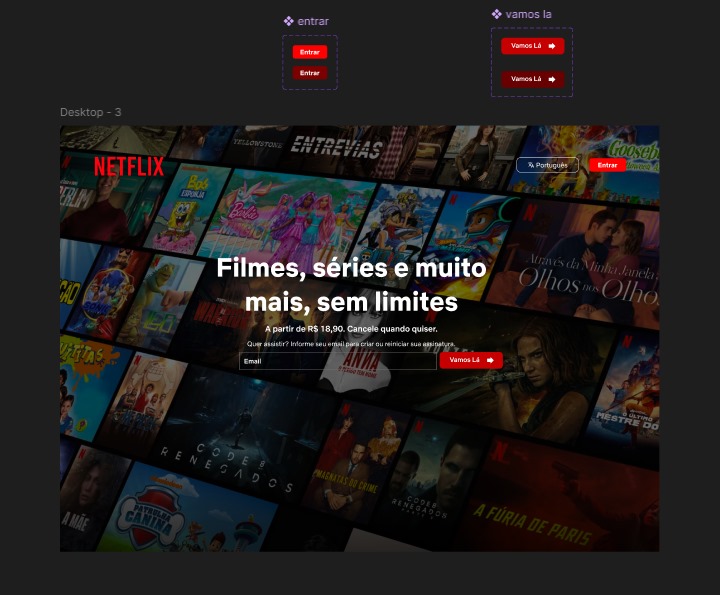 entrar
vamos la
Entrar
Entrar
Vamos Lá
Vamos Lá
Desktop - 3
YELLOWSTONE
ENTREVIAS
NETFLIX
Português
Entrar
BOB ESPONJA
Barbie
Através da Minha Janela
Olhos nos Olhos
Filmes, séries e muito
mais, sem limites
A partir de R$ 18,90. Cancele quando quiser.
Quer assistir? Informe seu email para criar ou reiniciar sua assinatura.
Email
Vamos Lá
O ÚLTIMO
MESTRE DO
CODE 8
RENEGADOS
MAGNATAS DO CRIME
CODE 8
RENEGADOS
A MÃE
PATRULHA
CANINA
A FÚRIA DE PARIS